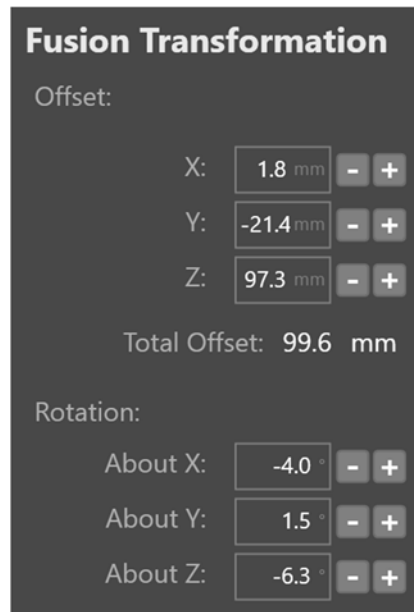 Fusion Transformation
Offset:
X: 1.8 mm - +
Y: -21.4 mm - +
Z: 97.3 mm - +
Total Offset: 99.6 mm
Rotation:
About X: -4.0 ° - +
About Y: 1.5 ° - +
About Z: -6.3 ° - +